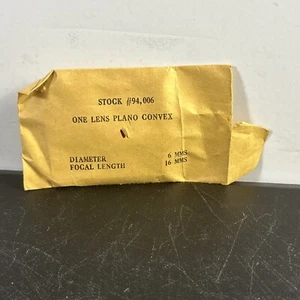 STOCK #94,006
ONE LENS PLANO CONVEX
DIAMETER 6 MMS
FOCAL LENGTH 16 MMS